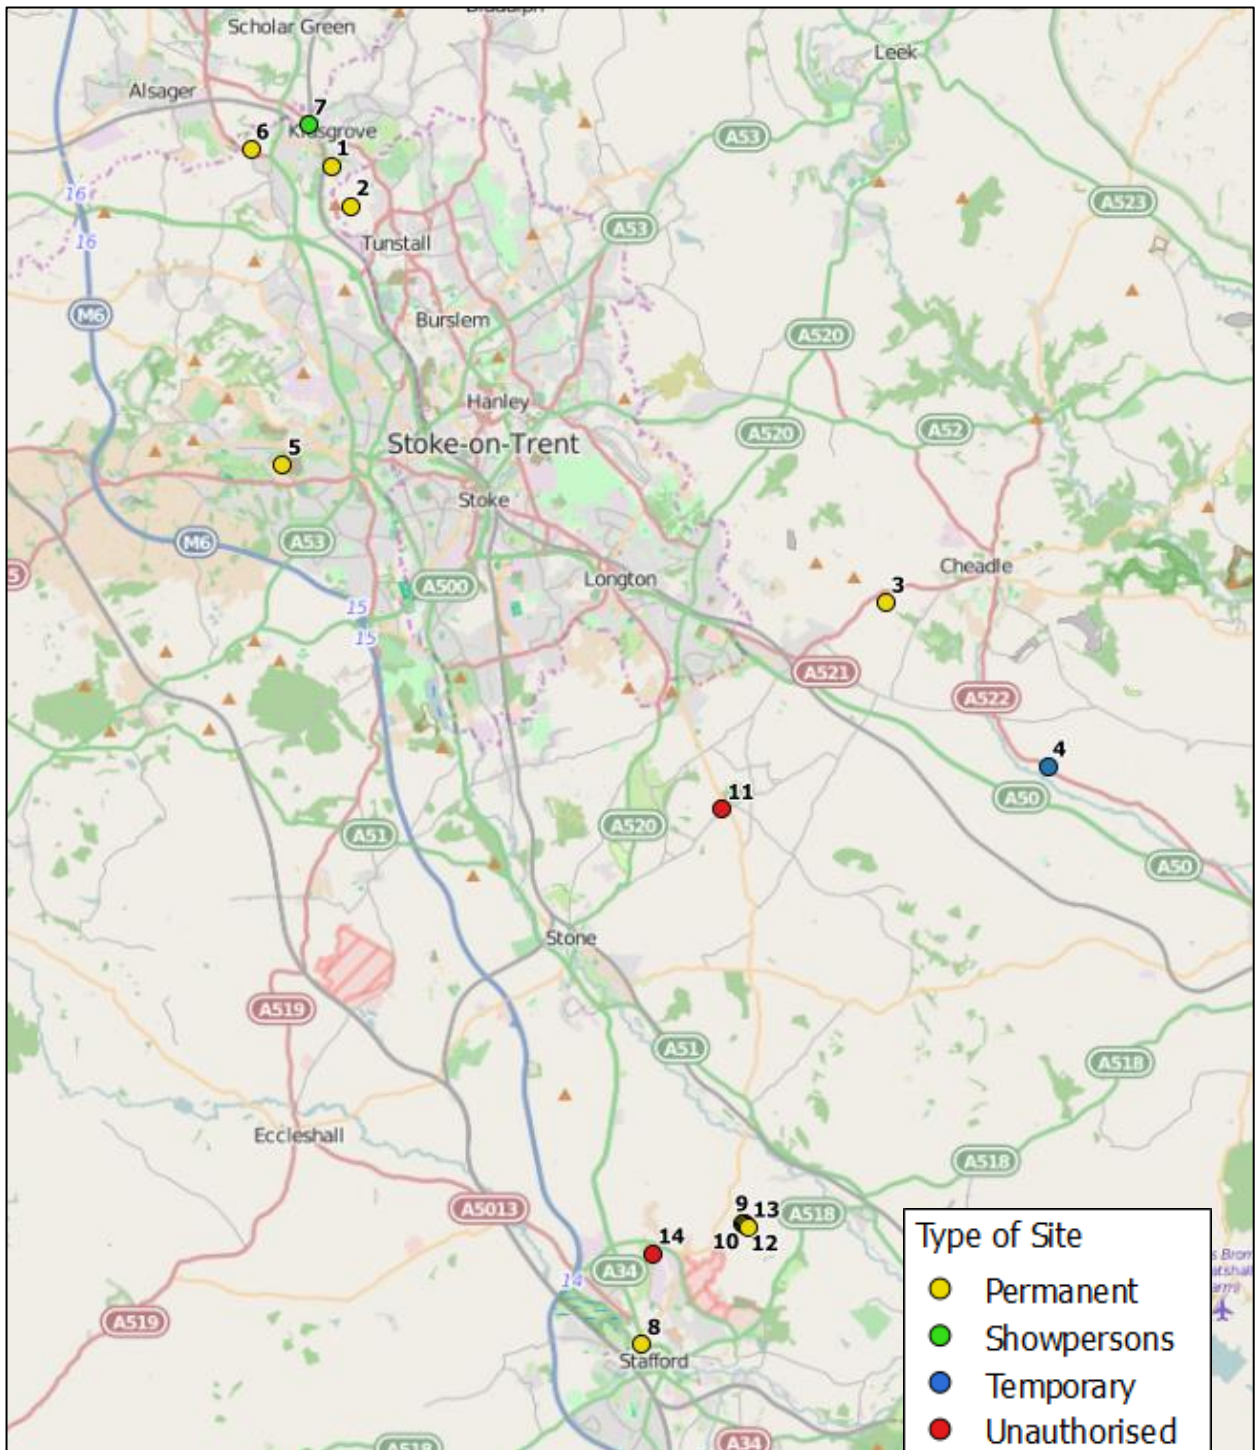 Scholar Green
Leek
Alsager
7
A53
Kidsgrove
6
1
2
16
A523
16
Tunstall
A53
M6
Burslem
A520
Hanley
A520
A52
Stoke-on-Trent
5
Stoke
M6
A53
Longton
Cheadle
A500
3
15
15
A521
A522
4
11
A50
A51
A520
A50
Stone
A519
A51
A518
Eccleshall
A518
A5013
9
13
A518
10
12
14
A34
14
A519
8
Stafford
A518
A34
Type of Site
Permanent
Showpersons
Temporary
Unauthorised